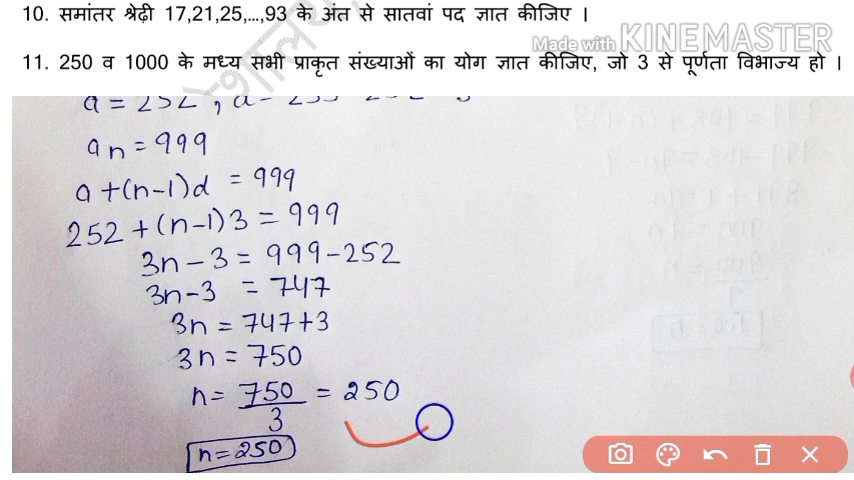 10. समांतर श्रेढ़ी 17,21,25,...,93 के अंत से सातवां पद ज्ञात कीजिए ।
Made with KINEMASTER
11. 250 व 1000 के मध्य सभी प्राकृत संख्याओं का योग ज्ञात कीजिए, जो 3 से पूर्णता विभाज्य हो ।
a = 252 ,
an = 999
a + (n-1)d = 999
252 + (n-1)3 = 999
3n - 3 = 999 - 252
3n - 3 = 747
3n = 747 + 3
3n = 750
n = 750/3 = 250
n = 250